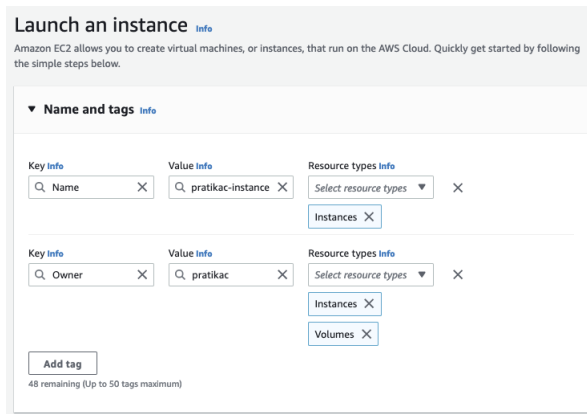 Launch an instance Info
Amazon EC2 allows you to create virtual machines, or instances, that run on the AWS Cloud. Quickly get started by following
the simple steps below.
Name and tags Info
Key Info Value Info Resource types Info
Name pratikac-instance Select resource types
Instances
Key Info Value Info Resource types Info
Owner pratikac Select resource types
Instances
Volumes
Add tag
48 remaining (Up to 50 tags maximum)